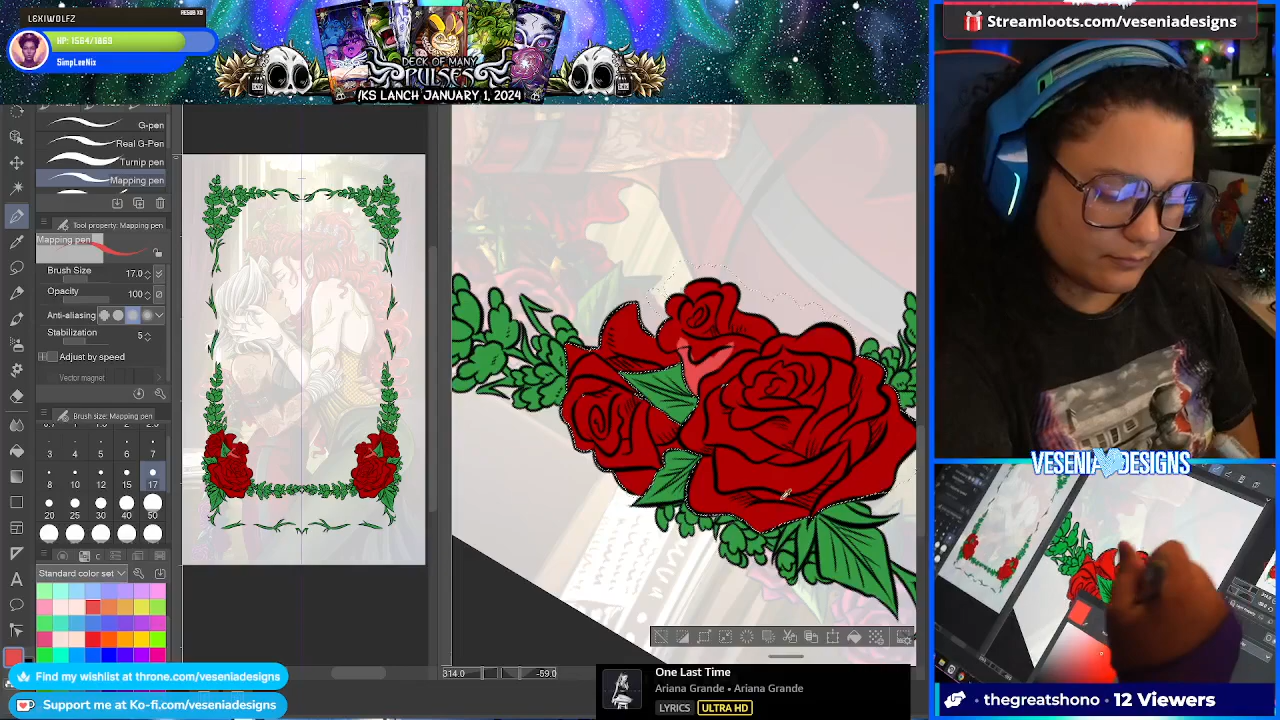 LEXIWOLFZ
HP: 1564/1869
SimpLeeNix
DECK OF MANY
PULSES
!KS LANCH JANUARY 1, 2024
Streamloots.com/veseniadesigns
G-pen
Real G-Pen
Turnip pen
Mapping pen
Tool property: Mapping pen
Mapping pen
Brush Size 17.0
Opacity 100
Anti-aliasing
Stabilization 5
Adjust by speed
Vector magnet
Brush size: Mapping pen
3 4 5 6 7
8 10 12 15 17
20 25 30 40 50
Standard color set
Find my wishlist at throne.com/veseniadesigns
Support me at Ko-fi.com/veseniadesigns
314.0
-59.0
One Last Time
Ariana Grande • Ariana Grande
LYRICS ULTRA HD
VESENIA DESIGNS
thegreatshono • 12 Viewers